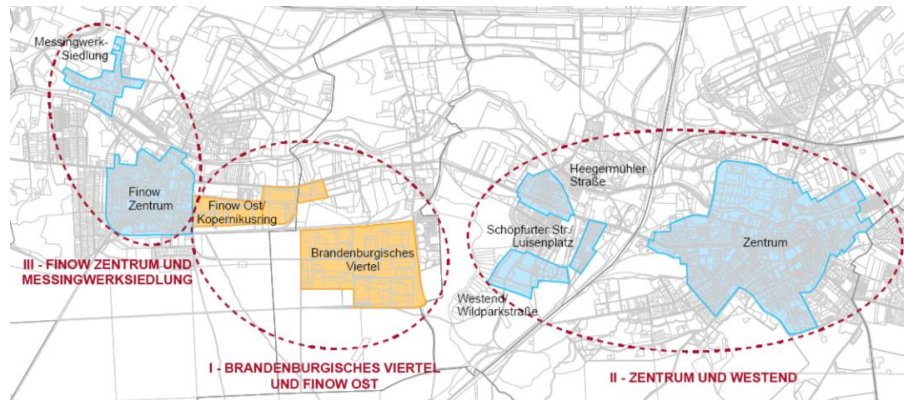 Messingwerk-
Siedlung
Finow
Zentrum
Finow Ost/
Kopernikusring
Brandenburgisches
Viertel
Heegermühler
Straße
Schöpfurter Str./
Luisenplatz
Westend/
Wildparkstraße
Zentrum
III - FINOW ZENTRUM UND
MESSINGWERKSIEDLUNG
I - BRANDENBURGISCHES VIERTEL
UND FINOW OST
II - ZENTRUM UND WESTEND